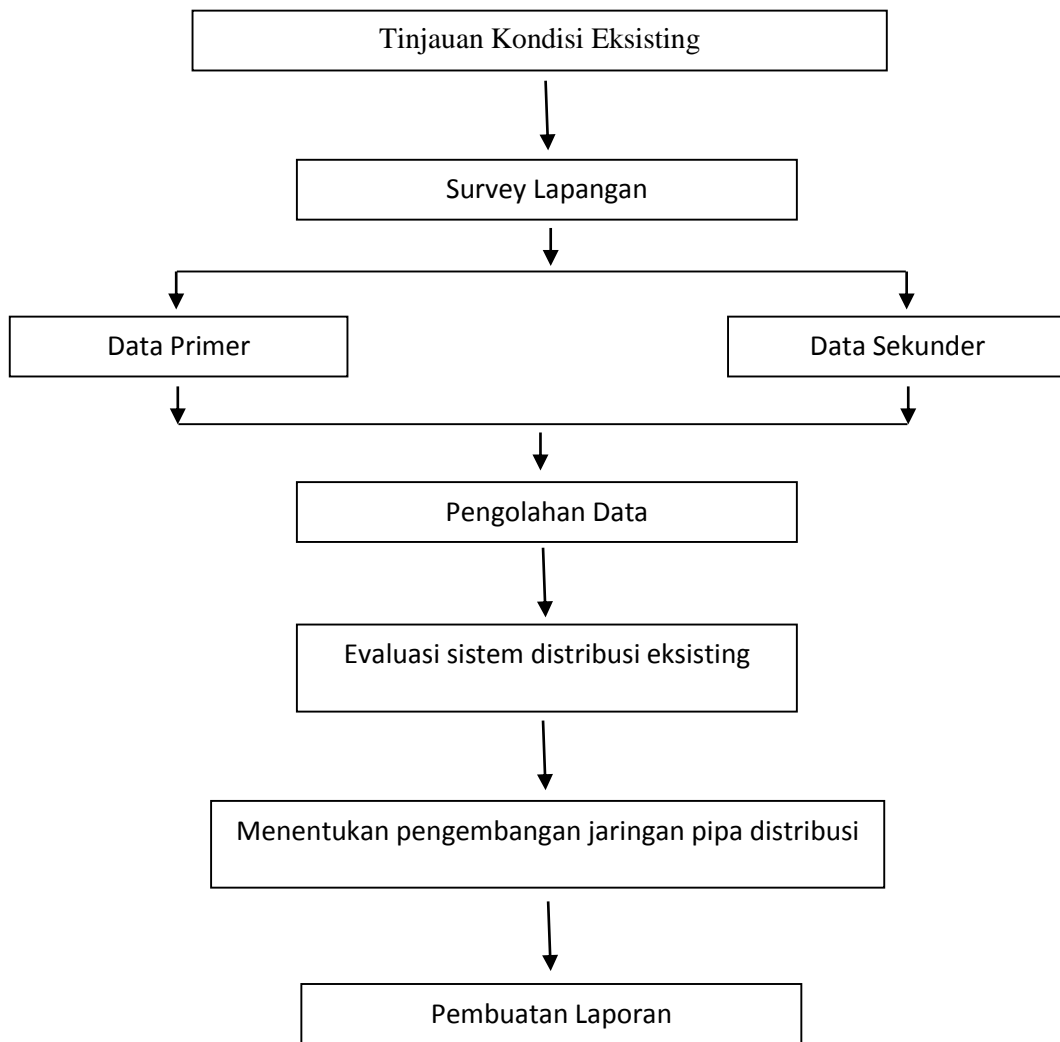 Tinjauan Kondisi Eksisting
Survey Lapangan
Data Primer
Data Sekunder
Pengolahan Data
Evaluasi sistem distribusi eksisting
Menentukan pengembangan jaringan pipa distribusi
Pembuatan Laporan